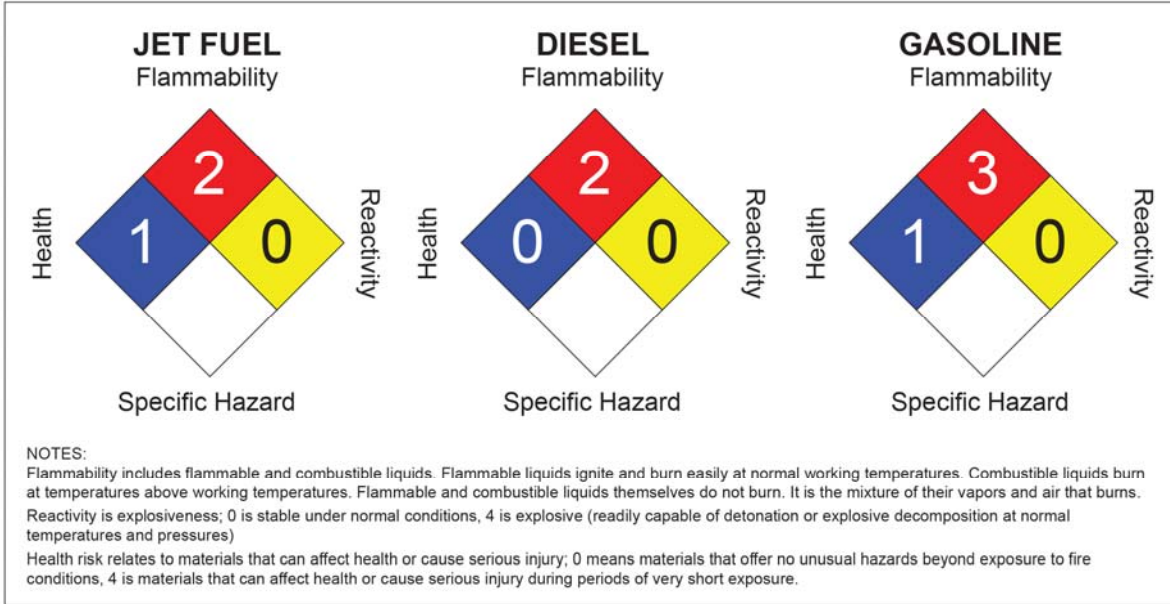 JET FUEL
Flammability
2
1
0
Health
Reactivity
Specific Hazard
DIESEL
Flammability
2
0
0
Health
Reactivity
Specific Hazard
GASOLINE
Flammability
3
1
0
Health
Reactivity
Specific Hazard
NOTES:
Flammability includes flammable and combustible liquids. Flammable liquids ignite and burn easily at normal working temperatures. Combustible liquids burn
at temperatures above working temperatures. Flammable and combustible liquids themselves do not burn. It is the mixture of their vapors and air that burns.
Reactivity is explosiveness; 0 is stable under normal conditions, 4 is explosive (readily capable of detonation or explosive decomposition at normal
temperatures and pressures)
Health risk relates to materials that can affect health or cause serious injury; 0 means materials that offer no unusual hazards beyond exposure to fire
conditions, 4 is materials that can affect health or cause serious injury during periods of very short exposure.